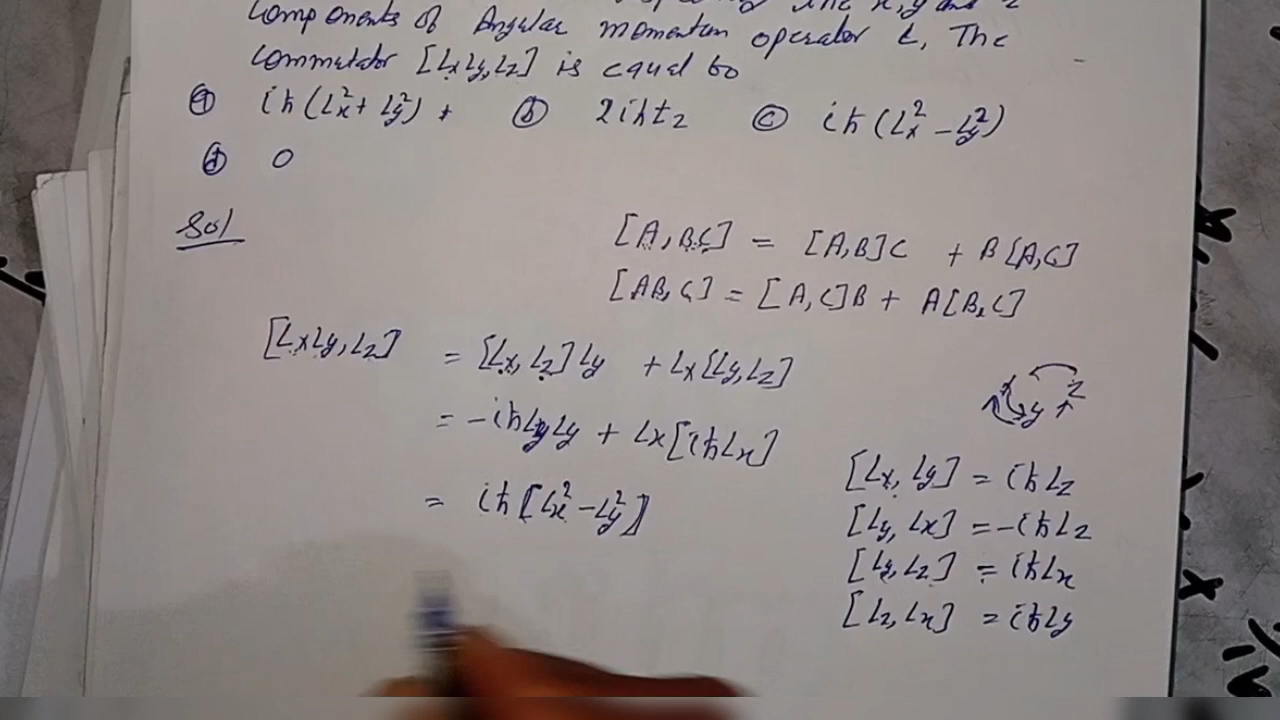 the x, y and z
Components of Angular momentum operator L, The
Commutator [LxLy, Lz] is equal to
ⓐ iħ(Lx² + Ly²) ⓑ 2iħLz ⓒ iħ(Lx² - Ly²)
ⓓ 0
Sol
[A, BC] = [A,B]C + B[A,C]
[AB, C] = [A,C]B + A[B,C]
[LxLy, Lz] = [Lx, Lz]Ly + Lx[Ly, Lz]
= -iħLyLy + Lx[iħLx]
= iħ[Lx² - Ly²]
x y z
[Lx, Ly] = iħLz
[Ly, Lx] = -iħLz
[Ly, Lz] = iħLx
[Lz, Lx] = iħLy